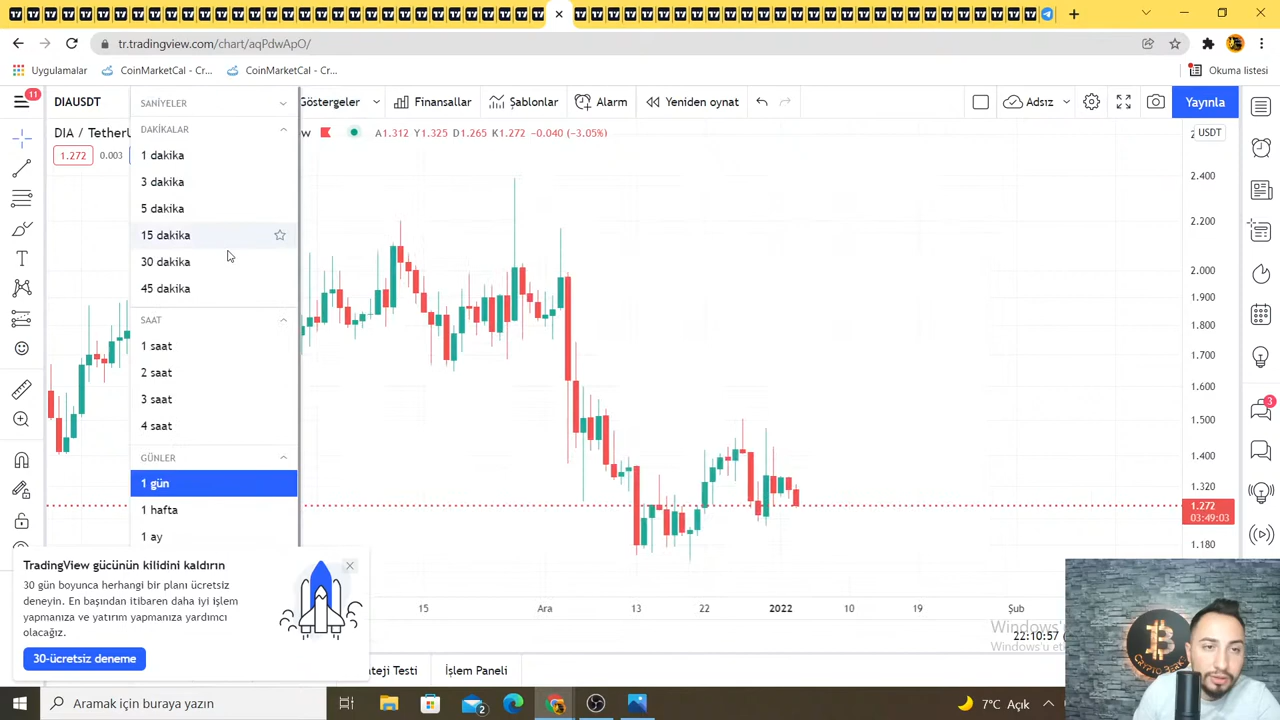 tr.tradingview.com/chart/aqPdwApO/
Uygulamalar
CoinMarketCal - Cr...
CoinMarketCal - Cr...
Okuma listesi
11
DIAUSDT
Göstergeler
Finansallar
Şablonlar
Alarm
Yeniden oynat
Adsız
Yayınla
DIA / Tether
A1.312 Y1.325 D1.265 K1.272 -0.040 (-3.05%)
USDT
1.272
0.003
SANİYELER
DAKİKALAR
1 dakika
3 dakika
5 dakika
15 dakika
30 dakika
45 dakika
SAAT
1 saat
2 saat
3 saat
4 saat
GÜNLER
1 gün
1 hafta
1 ay
2.400
2.200
2.000
1.900
1.800
1.700
1.600
1.500
1.400
1.320
1.272
03:49:03
1.180
3
TradingView gücünün kilidini kaldırın
30 gün boyunca herhangi bir planı ücretsiz
deneyin. En başından itibaren daha iyi işlem
yapmanıza ve yatırım yapmanıza yardımcı
olacağız.
30-ücretsiz deneme
15
Ara
13
22
2022
10
19
Şub
22:10:57
eji Testi
İşlem Paneli
Aramak için buraya yazın
2
7°C Açık